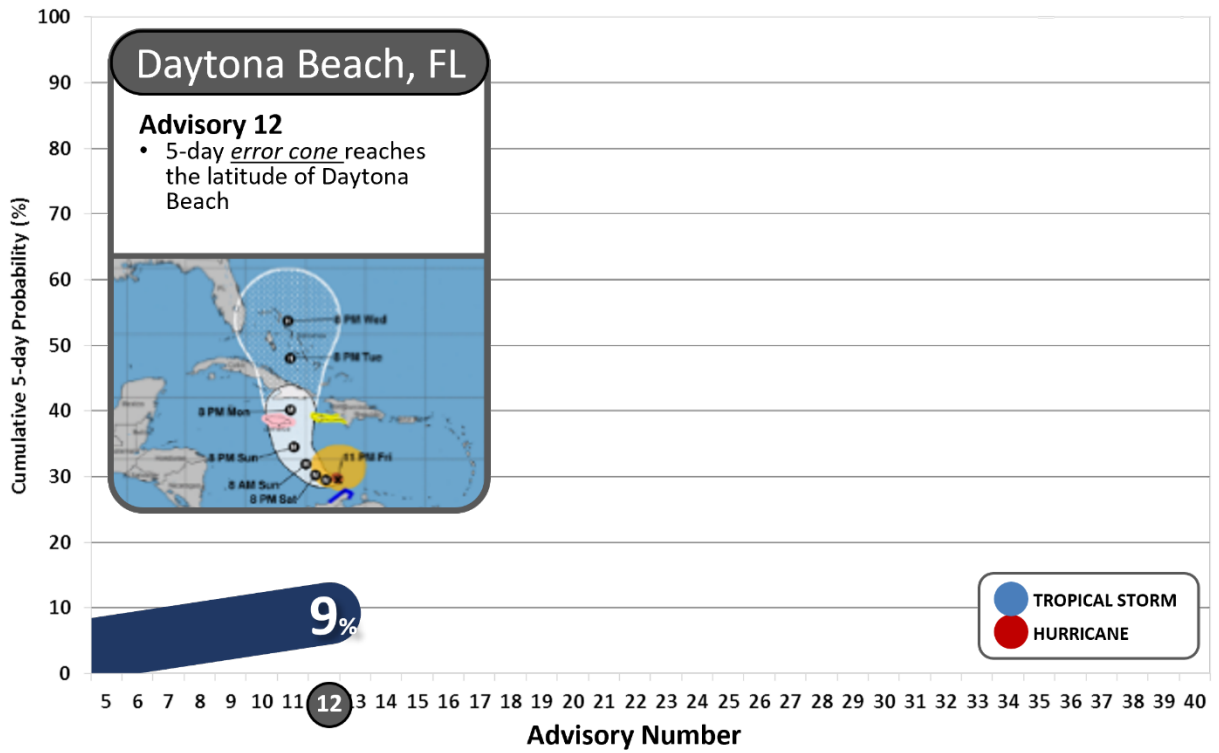 100
90
80
70
60
50
40
30
20
10
0
Cumulative 5-day Probability (%)
Daytona Beach, FL
Advisory 12
• 5-day error cone reaches
the latitude of Daytona
Beach
8 PM Wed
8 PM Tue
8 PM Mon
8 PM Sun
11 PM Fri
8 AM Sun
8 PM Sat
9%
TROPICAL STORM
HURRICANE
5 6 7 8 9 10 11 12 13 14 15 16 17 18 19 20 21 22 23 24 25 26 27 28 29 30 31 32 33 34 35 36 37 38 39 40
Advisory Number